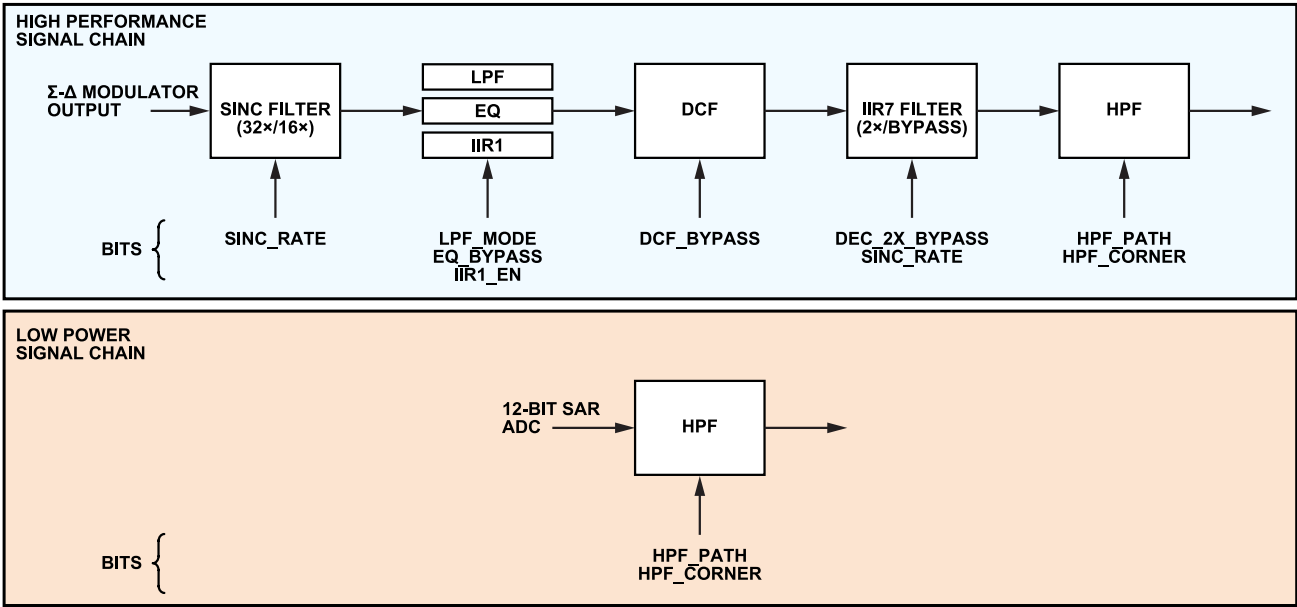 HIGH PERFORMANCE
SIGNAL CHAIN
Σ-Δ MODULATOR
OUTPUT
SINC FILTER
(32×/16×)
LPF
EQ
IIR1
DCF
IIR7 FILTER
(2×/BYPASS)
HPF
BITS
SINC_RATE
LPF_MODE
EQ_BYPASS
IIR1_EN
DCF_BYPASS
DEC_2X_BYPASS
SINC_RATE
HPF_PATH
HPF_CORNER
LOW POWER
SIGNAL CHAIN
12-BIT SAR
ADC
HPF
BITS
HPF_PATH
HPF_CORNER